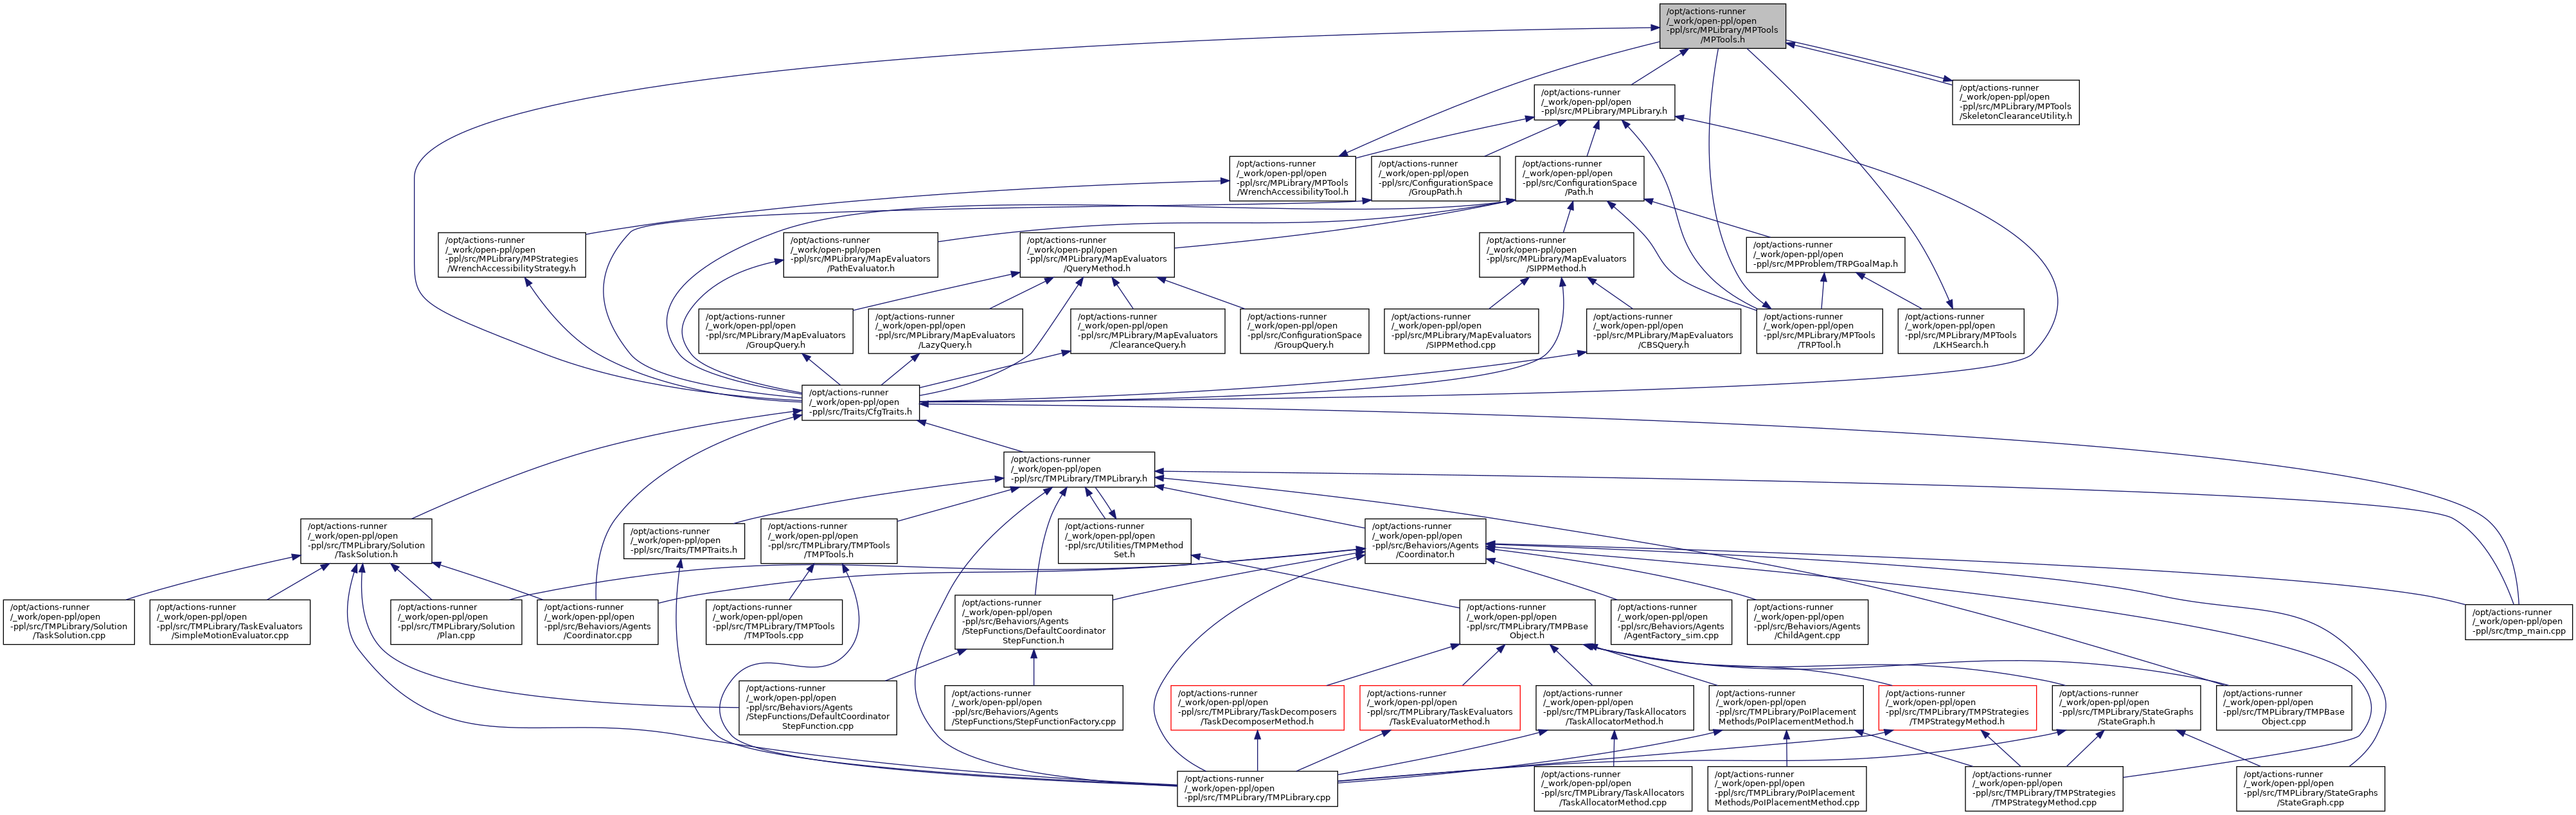 /opt/actions-runner
/_work/open-ppl/open
-ppl/src/MPLibrary/MPTools
/MPTools.h
/opt/actions-runner
/_work/open-ppl/open
-ppl/src/MPLibrary/MPLibrary.h
/opt/actions-runner
/_work/open-ppl/open
-ppl/src/MPLibrary/MPTools
/SkeletonClearanceUtility.h
/opt/actions-runner
/_work/open-ppl/open
-ppl/src/MPLibrary/MPTools
/WrenchAccessibilityTool.h
/opt/actions-runner
/_work/open-ppl/open
-ppl/src/ConfigurationSpace
/GroupPath.h
/opt/actions-runner
/_work/open-ppl/open
-ppl/src/ConfigurationSpace
/Path.h
/opt/actions-runner
/_work/open-ppl/open
-ppl/src/MPLibrary/MPStrategies
/WrenchAccessibilityStrategy.h
/opt/actions-runner
/_work/open-ppl/open
-ppl/src/MPLibrary/MapEvaluators
/PathEvaluator.h
/opt/actions-runner
/_work/open-ppl/open
-ppl/src/MPLibrary/MapEvaluators
/QueryMethod.h
/opt/actions-runner
/_work/open-ppl/open
-ppl/src/MPLibrary/MapEvaluators
/SIPPMethod.h
/opt/actions-runner
/_work/open-ppl/open
-ppl/src/MPProblem/TRPGoalMap.h
/opt/actions-runner
/_work/open-ppl/open
-ppl/src/MPLibrary/MapEvaluators
/GroupQuery.h
/opt/actions-runner
/_work/open-ppl/open
-ppl/src/MPLibrary/MapEvaluators
/LazyQuery.h
/opt/actions-runner
/_work/open-ppl/open
-ppl/src/MPLibrary/MapEvaluators
/ClearanceQuery.h
/opt/actions-runner
/_work/open-ppl/open
-ppl/src/ConfigurationSpace
/GroupQuery.h
/opt/actions-runner
/_work/open-ppl/open
-ppl/src/MPLibrary/MapEvaluators
/SIPPMethod.cpp
/opt/actions-runner
/_work/open-ppl/open
-ppl/src/MPLibrary/MapEvaluators
/CBSQuery.h
/opt/actions-runner
/_work/open-ppl/open
-ppl/src/MPLibrary/MPTools
/TRPTool.h
/opt/actions-runner
/_work/open-ppl/open
-ppl/src/MPLibrary/MPTools
/LKHSearch.h
/opt/actions-runner
/_work/open-ppl/open
-ppl/src/Traits/CfgTraits.h
/opt/actions-runner
/_work/open-ppl/open
-ppl/src/TMPLibrary/TMPLibrary.h
/opt/actions-runner
/_work/open-ppl/open
-ppl/src/TMPLibrary/Solution
/TaskSolution.h
/opt/actions-runner
/_work/open-ppl/open
-ppl/src/Traits/TMPTraits.h
/opt/actions-runner
/_work/open-ppl/open
-ppl/src/TMPLibrary/TMPTools
/TMPTools.h
/opt/actions-runner
/_work/open-ppl/open
-ppl/src/Utilities/TMPMethod
Set.h
/opt/actions-runner
/_work/open-ppl/open
-ppl/src/Behaviors/Agents
/Coordinator.h
/opt/actions-runner
/_work/open-ppl/open
-ppl/src/TMPLibrary/Solution
/TaskSolution.cpp
/opt/actions-runner
/_work/open-ppl/open
-ppl/src/TMPLibrary/TaskEvaluators
/SimpleMotionEvaluator.cpp
/opt/actions-runner
/_work/open-ppl/open
-ppl/src/TMPLibrary/Solution
/Plan.cpp
/opt/actions-runner
/_work/open-ppl/open
-ppl/src/Behaviors/Agents
/Coordinator.cpp
/opt/actions-runner
/_work/open-ppl/open
-ppl/src/TMPLibrary/TMPTools
/TMPTools.cpp
/opt/actions-runner
/_work/open-ppl/open
-ppl/src/Behaviors/Agents
/StepFunctions/DefaultCoordinator
StepFunction.h
/opt/actions-runner
/_work/open-ppl/open
-ppl/src/TMPLibrary/TMPBase
Object.h
/opt/actions-runner
/_work/open-ppl/open
-ppl/src/Behaviors/Agents
/AgentFactory_sim.cpp
/opt/actions-runner
/_work/open-ppl/open
-ppl/src/Behaviors/Agents
/ChildAgent.cpp
/opt/actions-runner
/_work/open-ppl/open
-ppl/src/tmp_main.cpp
/opt/actions-runner
/_work/open-ppl/open
-ppl/src/Behaviors/Agents
/StepFunctions/DefaultCoordinator
StepFunction.cpp
/opt/actions-runner
/_work/open-ppl/open
-ppl/src/Behaviors/Agents
/StepFunctions/StepFunctionFactory.cpp
/opt/actions-runner
/_work/open-ppl/open
-ppl/src/TMPLibrary/TaskDecomposers
/TaskDecomposerMethod.h
/opt/actions-runner
/_work/open-ppl/open
-ppl/src/TMPLibrary/TaskEvaluators
/TaskEvaluatorMethod.h
/opt/actions-runner
/_work/open-ppl/open
-ppl/src/TMPLibrary/TaskAllocators
/TaskAllocatorMethod.h
/opt/actions-runner
/_work/open-ppl/open
-ppl/src/TMPLibrary/PoIPlacement
Methods/PoIPlacementMethod.h
/opt/actions-runner
/_work/open-ppl/open
-ppl/src/TMPLibrary/TMPStrategies
/TMPStrategyMethod.h
/opt/actions-runner
/_work/open-ppl/open
-ppl/src/TMPLibrary/StateGraphs
/StateGraph.h
/opt/actions-runner
/_work/open-ppl/open
-ppl/src/TMPLibrary/TMPBase
Object.cpp
/opt/actions-runner
/_work/open-ppl/open
-ppl/src/TMPLibrary/TMPLibrary.cpp
/opt/actions-runner
/_work/open-ppl/open
-ppl/src/TMPLibrary/TaskAllocators
/TaskAllocatorMethod.cpp
/opt/actions-runner
/_work/open-ppl/open
-ppl/src/TMPLibrary/PoIPlacement
Methods/PoIPlacementMethod.cpp
/opt/actions-runner
/_work/open-ppl/open
-ppl/src/TMPLibrary/TMPStrategies
/TMPStrategyMethod.cpp
/opt/actions-runner
/_work/open-ppl/open
-ppl/src/TMPLibrary/StateGraphs
/StateGraph.cpp